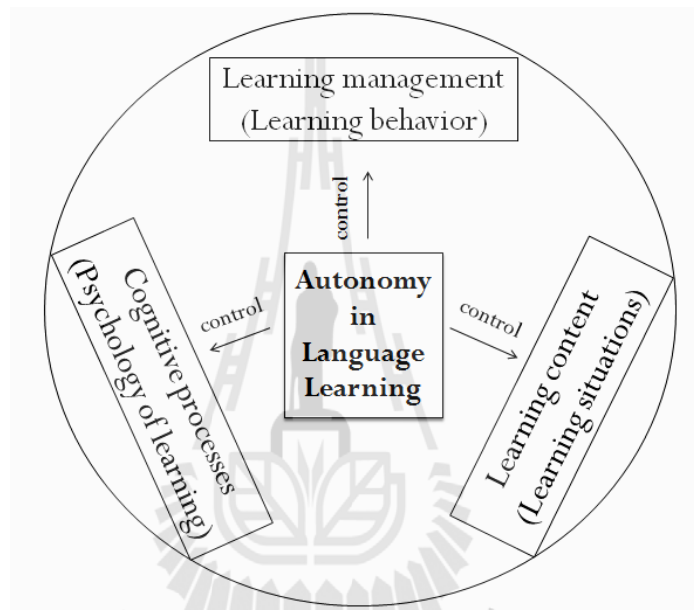 Learning management
(Learning behavior)
control
Autonomy
in
Language
Learning
control
Cognitive processes
(Psychology of learning)
control
Learning content
(Learning situations)